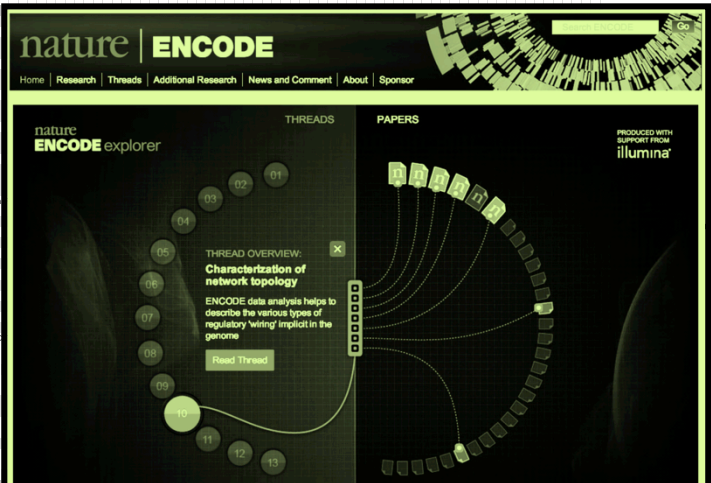 nature | ENCODE
Search ENCODE
Go
Home | Research | Threads | Additional Research | News and Comment | About | Sponsor
nature
ENCODE explorer
THREADS
PAPERS
PRODUCED WITH
SUPPORT FROM
illumina
01
02
03
04
05
06
07
08
09
10
11
12
13
THREAD OVERVIEW:
Characterization of
network topology
ENCODE data analysis helps to
describe the various types of
regulatory 'wiring' implicit in the
genome
Read Thread
n
n
n
n
n
n